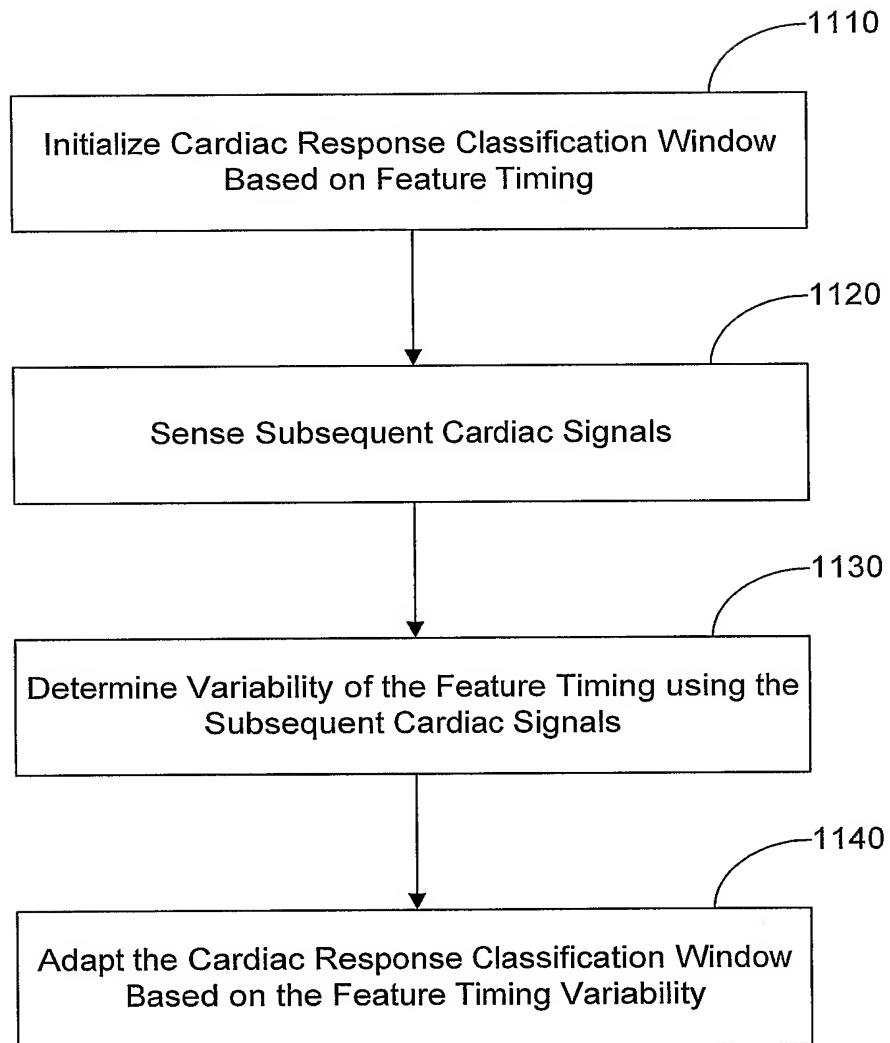 1110
Initialize Cardiac Response Classification Window
Based on Feature Timing
1120
Sense Subsequent Cardiac Signals
1130
Determine Variability of the Feature Timing using the
Subsequent Cardiac Signals
1140
Adapt the Cardiac Response Classification Window
Based on the Feature Timing Variability